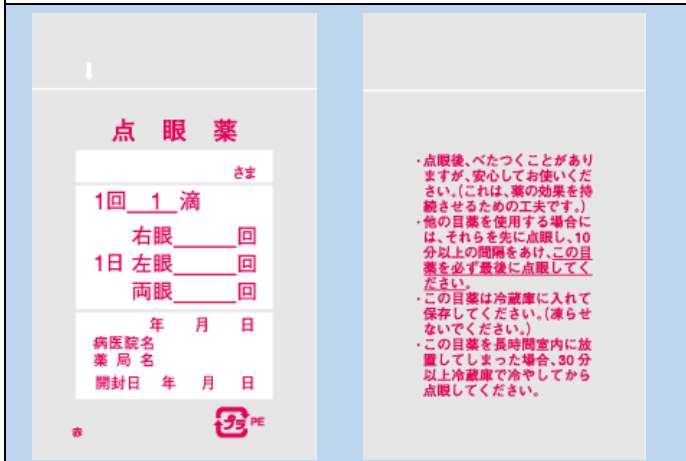 点 眼 薬
さま
1回 1 滴
右眼 回
1日 左眼 回
両眼 回
年 月 日
病医院名
薬 局 名
開封日 年 月 日
赤
プラ PE
・点眼後、べたつくことがあり
ますが、安心してお使いくだ
さい。(これは、薬の効果を持
続させるための工夫です。)
・他の目薬を使用する場合に
は、それらを先に点眼し、10
分以上の間隔をあけ、この目
薬を必ず最後に点眼してく
ださい。
・この目薬は冷蔵庫に入れて
保存してください。(凍らせ
ないでください。)
・この目薬を長時間室内に放
置してしまった場合、30 分
以上冷蔵庫で冷やしてから
点眼してください。